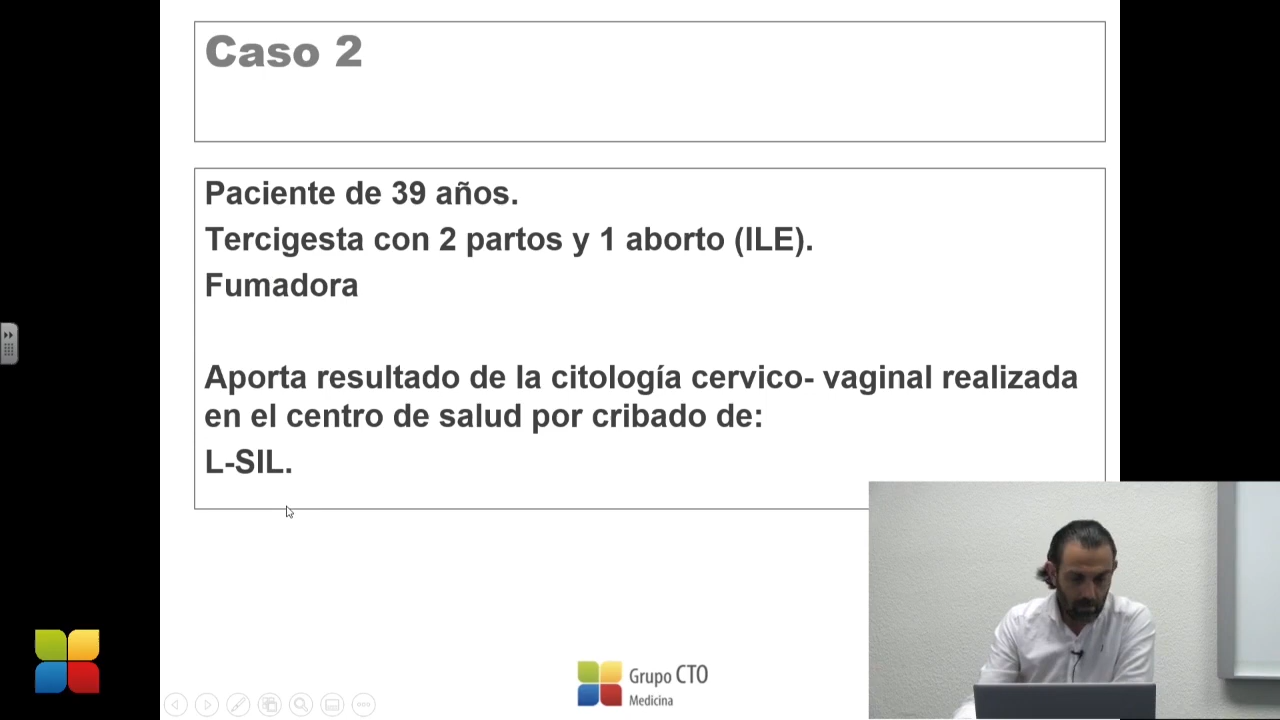 Caso 2
Paciente de 39 años.
Tercigesta con 2 partos y 1 aborto (ILE).
Fumadora
Aporta resultado de la citología cervico- vaginal realizada
en el centro de salud por cribado de:
L-SIL.
Grupo CTO
Medicina